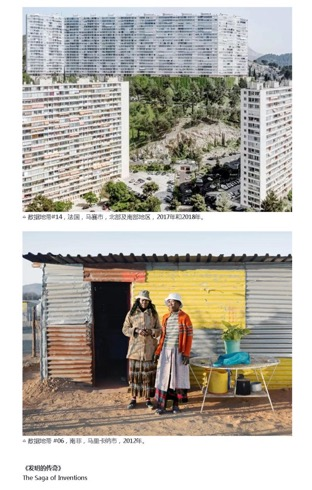 = 数据地带#14，法国，马赛市，北部及南部地区，2017年和2018年。
= 数据地带 #06，南非，马里卡纳市，2012年。
《发明的传奇》
The Saga of Inventions